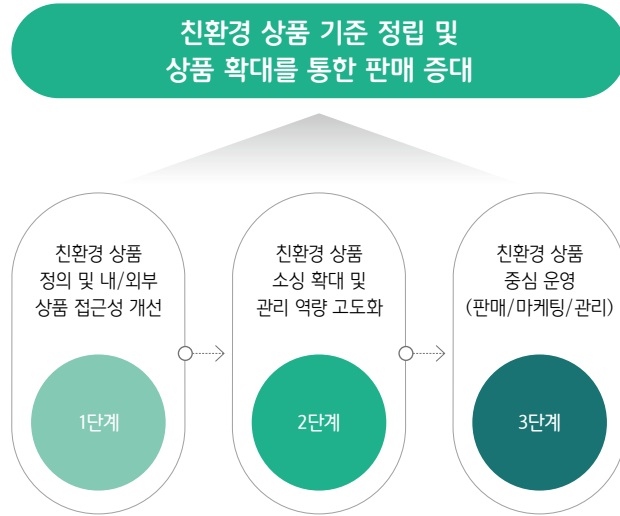 친환경 상품 기준 정립 및
상품 확대를 통한 판매 증대
친환경 상품
정의 및 내/외부
상품 접근성 개선
1단계
친환경 상품
소싱 확대 및
관리 역량 고도화
2단계
친환경 상품
중심 운영
(판매/마케팅/관리)
3단계